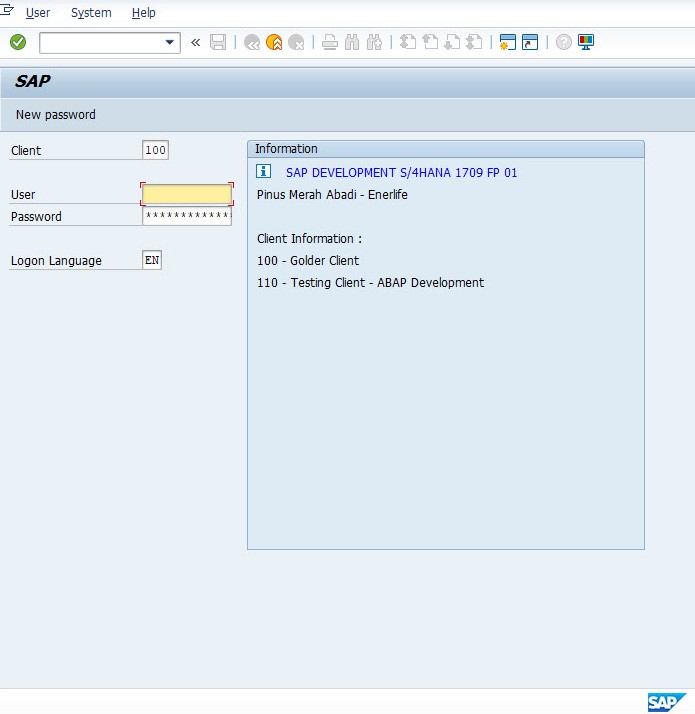 User System Help
SAP
New password
Client 100
User
Password ************
Logon Language EN
Information
SAP DEVELOPMENT S/4HANA 1709 FP 01
Pinus Merah Abadi - Enerlife
Client Information :
100 - Golder Client
110 - Testing Client - ABAP Development
SAP